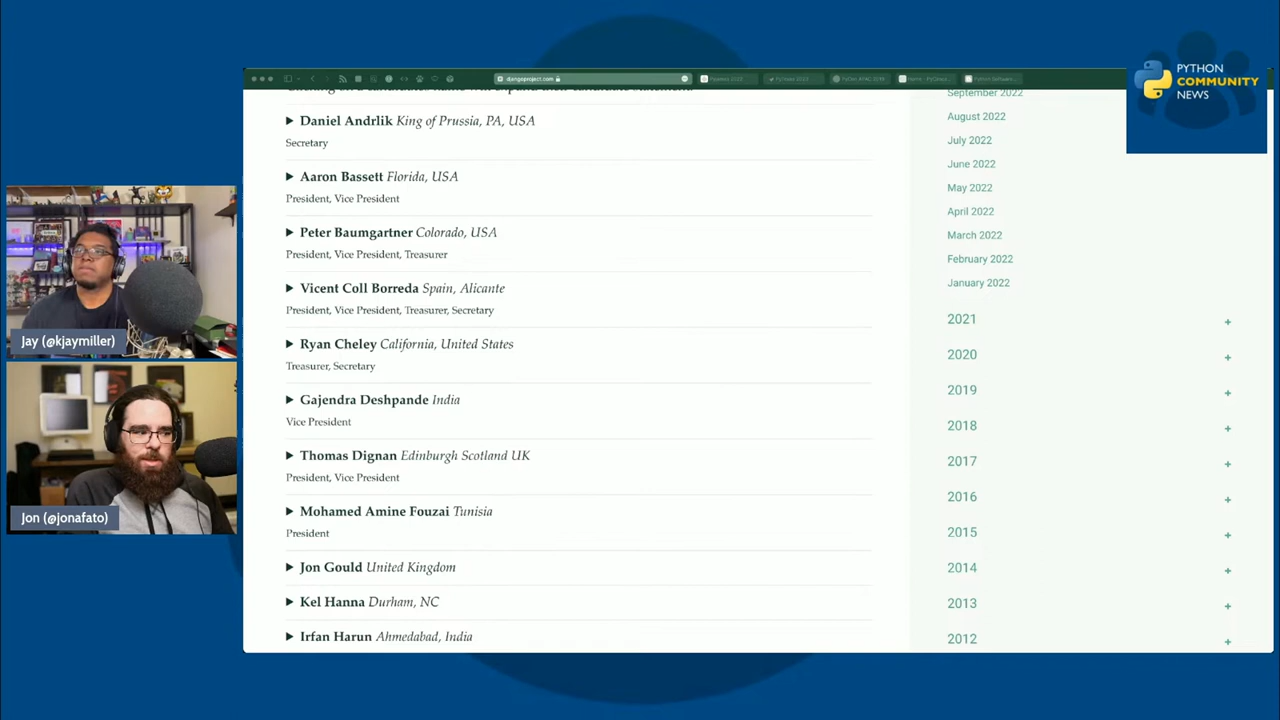 djangoproject.com
PyDev APAC 2019
Daniel Andrlik King of Prussia, PA, USA
Secretary
Aaron Bassett Florida, USA
President, Vice President
Peter Baumgartner Colorado, USA
President, Vice President, Treasurer
Vicent Coll Borreda Spain, Alicante
President, Vice President, Treasurer, Secretary
Ryan Cheley California, United States
Treasurer, Secretary
Gajendra Deshpande India
Vice President
Thomas Dignan Edinburgh Scotland UK
President, Vice President
Mohamed Amine Fouzai Tunisia
President
Jon Gould United Kingdom
Kel Hanna Durham, NC
Irfan Harun Ahmedabad, India
September 2022
August 2022
July 2022
June 2022
May 2022
April 2022
March 2022
February 2022
January 2022
2021 +
2020 +
2019 +
2018 +
2017 +
2016 +
2015 +
2014 +
2013 +
2012 +
PYTHON
COMMUNITY
NEWS
Jay (@kjaymiller)
Jon (@jonafato)